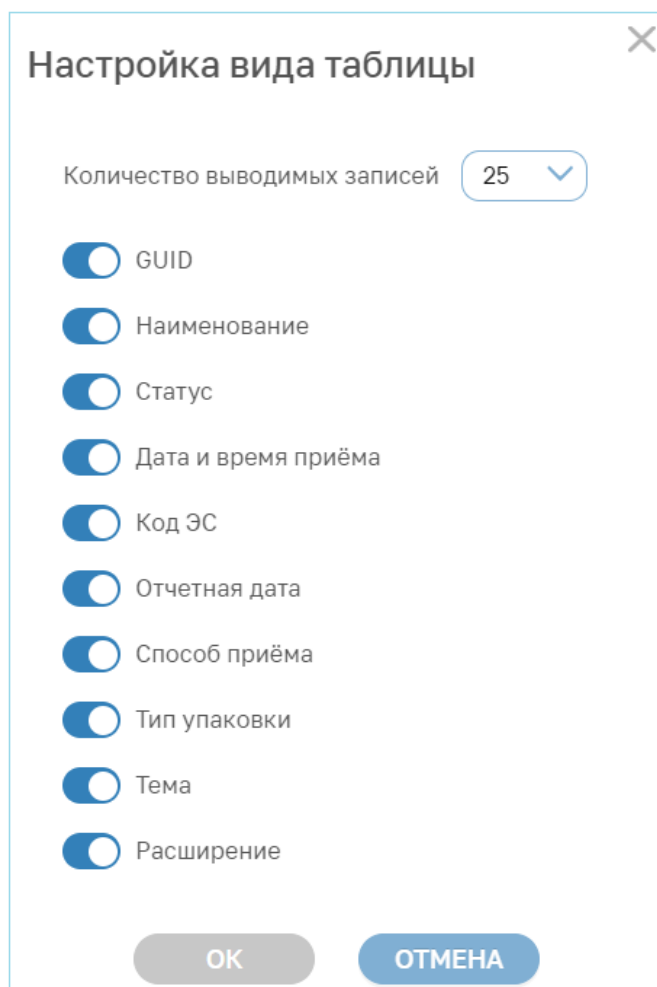 Настройка вида таблицы
Количество выводимых записей 25
GUID
Наименование
Статус
Дата и время приёма
Код ЭС
Отчетная дата
Способ приёма
Тип упаковки
Тема
Расширение
ОК ОТМЕНА